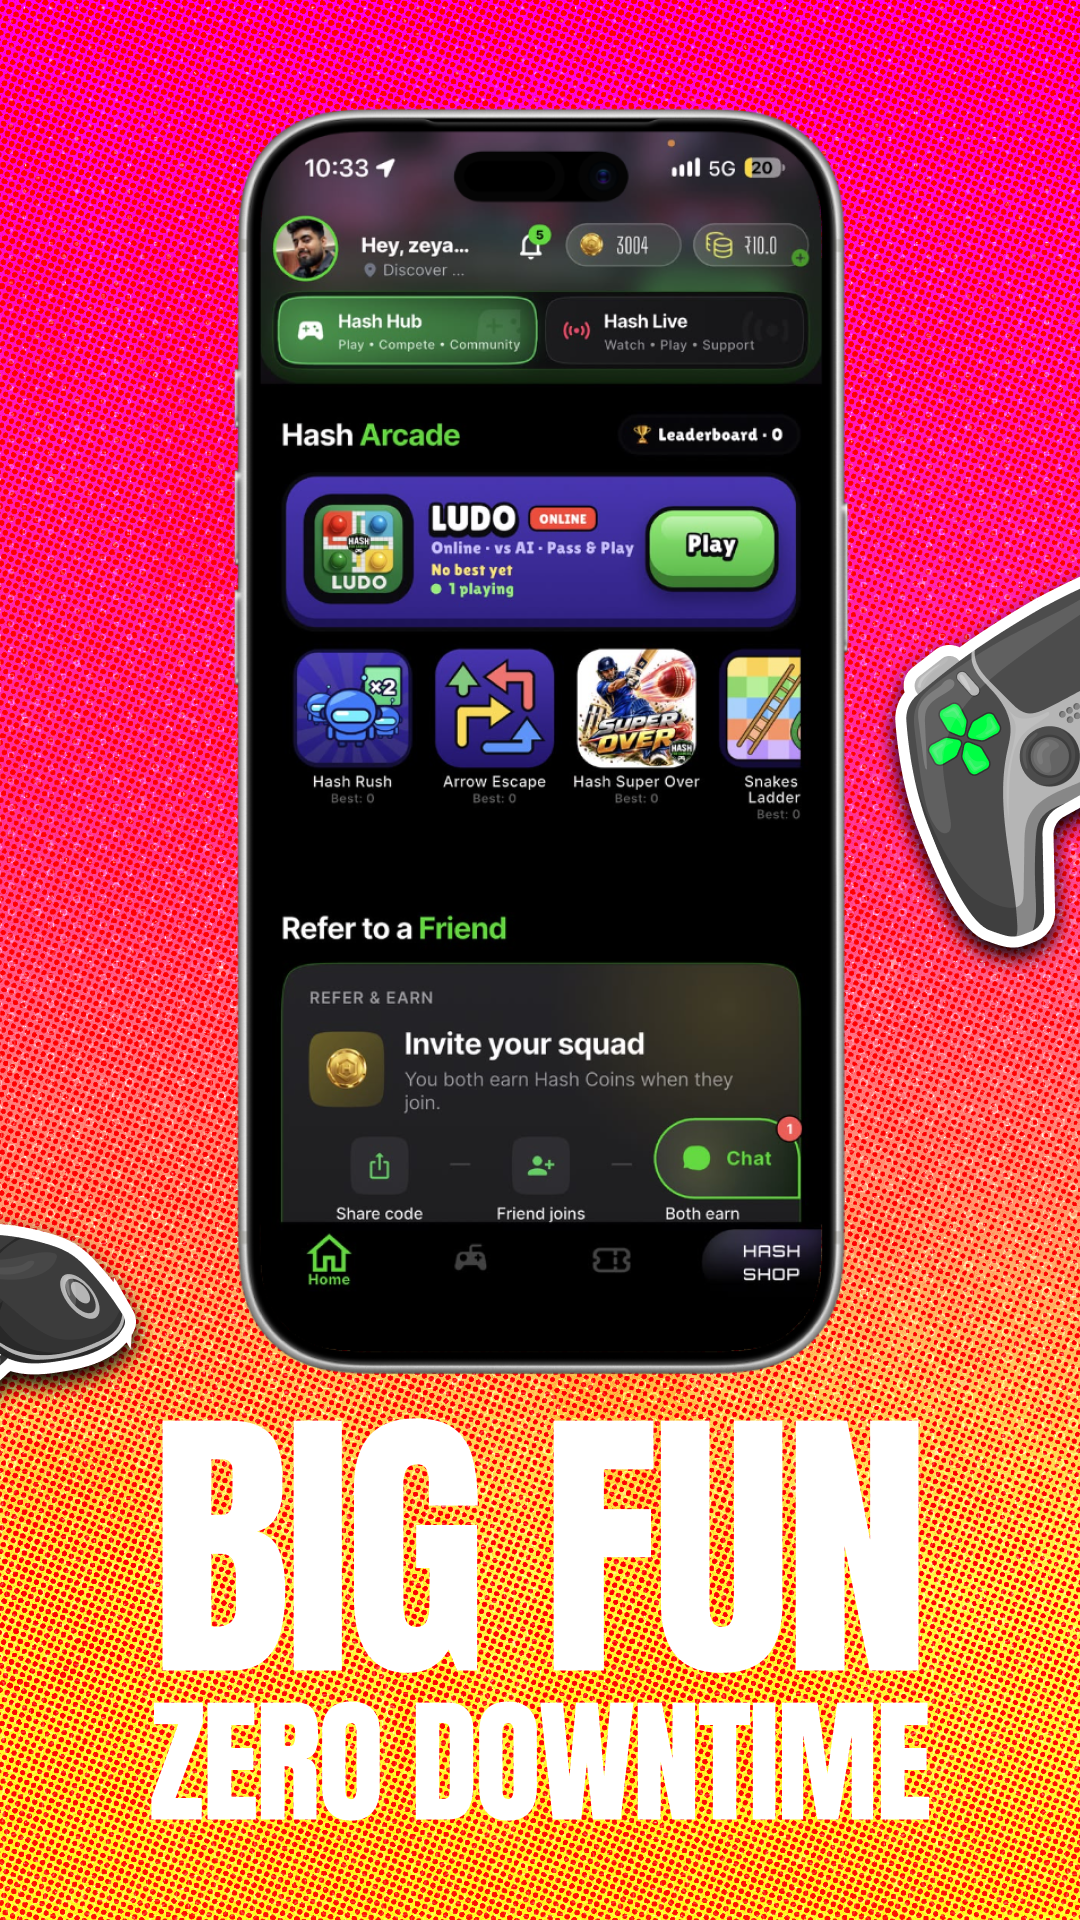 10:33
5G
20
Hey, zeya...
Discover ...
5
3004
₹10.0
Hash Hub
Play • Compete • Community
Hash Live
Watch • Play • Support
Hash Arcade
🏆 Leaderboard · 0
HASH
LUDO
LUDO
ONLINE
Online · vs AI · Pass & Play
No best yet
1 playing
Play
x2
SUPER
OVER
HASH
Hash Rush
Best: 0
Arrow Escape
Best: 0
Hash Super Over
Best: 0
Snakes
Ladder
Best: 0
Refer to a Friend
REFER & EARN
Invite your squad
You both earn Hash Coins when they
join.
1
Chat
Share code
Friend joins
Both earn
Home
HASH
SHOP
BIG FUN
ZERO DOWNTIME